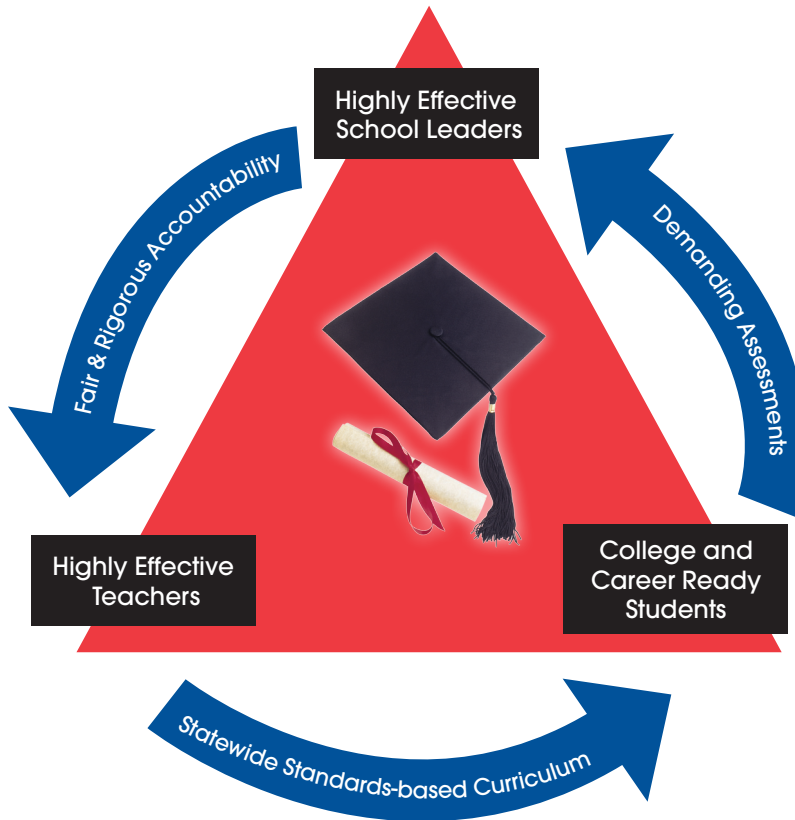 Highly Effective
School Leaders
Fair & Rigorous Accountability
Demanding Assessments
Highly Effective
Teachers
College and
Career Ready
Students
Statewide Standards-based Curriculum